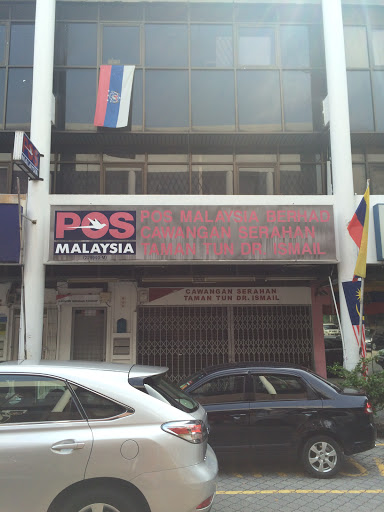 POS
MALAYSIA
POS MALAYSIA BERHAD
CAWANGAN SERAHAN
TAMAN TUN DR. ISMAIL
CAWANGAN SERAHAN
TAMAN TUN DR. ISMAIL